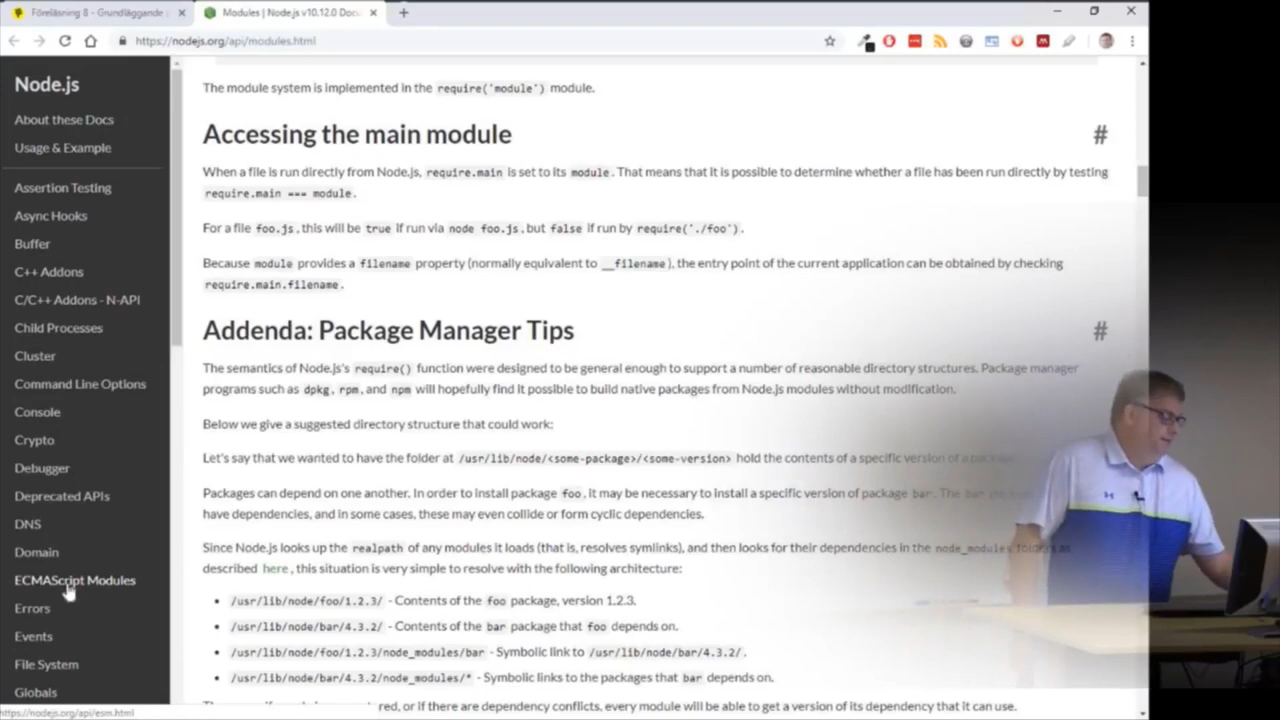 Föreläsning 8 - Grundläggande
Modules | Node.js v10.12.0 Doc
https://nodejs.org/api/modules.html
Node.js
About these Docs
Usage & Example
Assertion Testing
Async Hooks
Buffer
C++ Addons
C/C++ Addons - N-API
Child Processes
Cluster
Command Line Options
Console
Crypto
Debugger
Deprecated APIs
DNS
Domain
ECMAScript Modules
Errors
Events
File System
Globals
https://nodejs.org/api/esm.html
The module system is implemented in the require('module') module.
Accessing the main module #
When a file is run directly from Node.js, require.main is set to its module. That means that it is possible to determine whether a file has been run directly by testing
require.main === module.
For a file foo.js, this will be true if run via node foo.js, but false if run by require('./foo').
Because module provides a filename property (normally equivalent to __filename), the entry point of the current application can be obtained by checking
require.main.filename.
Addenda: Package Manager Tips #
The semantics of Node.js's require() function were designed to be general enough to support a number of reasonable directory structures. Package manager
programs such as dpkg, rpm, and npm will hopefully find it possible to build native packages from Node.js modules without modification.
Below we give a suggested directory structure that could work:
Let's say that we wanted to have the folder at /usr/lib/node/<some-package>/<some-version> hold the contents of a specific version of a package.
Packages can depend on one another. In order to install package foo, it may be necessary to install a specific version of package bar. The bar
have dependencies, and in some cases, these may even collide or form cyclic dependencies.
Since Node.js looks up the realpath of any modules it loads (that is, resolves symlinks), and then looks for their dependencies in the node_modules folders as
described here, this situation is very simple to resolve with the following architecture:
• /usr/lib/node/foo/1.2.3/ - Contents of the foo package, version 1.2.3.
• /usr/lib/node/bar/4.3.2/ - Contents of the bar package that foo depends on.
• /usr/lib/node/foo/1.2.3/node_modules/bar - Symbolic link to /usr/lib/node/bar/4.3.2/.
• /usr/lib/node/bar/4.3.2/node_modules/* - Symbolic links to the packages that bar depends on.
red, or if there are dependency conflicts, every module will be able to get a version of its dependency that it can use.